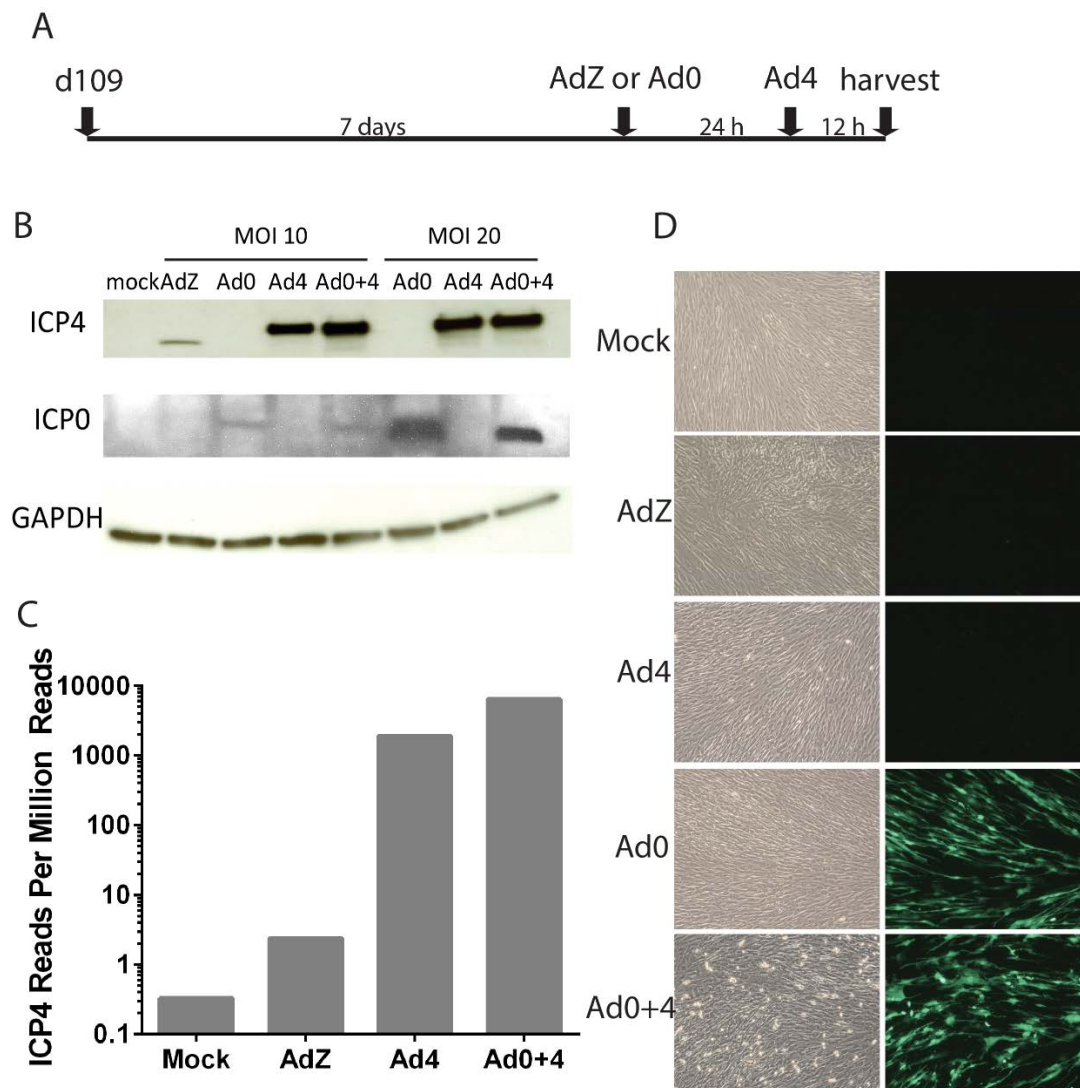 A
d109 AdZ or Ad0 Ad4 harvest
7 days 24 h 12 h
B
MOI 10 MOI 20
mock AdZ Ad0 Ad4 Ad0+4 Ad0 Ad4 Ad0+4
ICP4
ICP0
GAPDH
C
ICP4 Reads Per Million Reads
10000
1000
100
10
1
0.1
Mock AdZ Ad4 Ad0+4
D
Mock
AdZ
Ad4
Ad0
Ad0+4